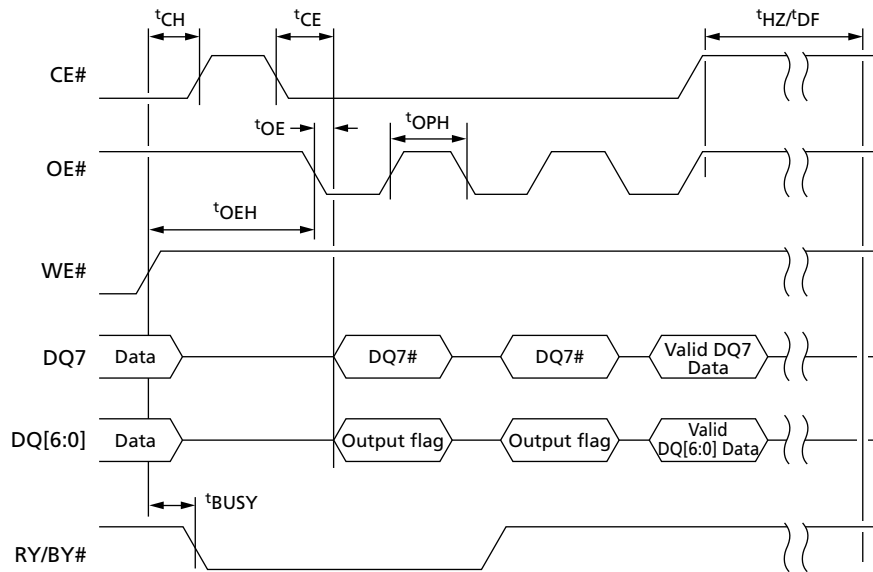 tCH
tCE
tHZ/tDF
CE#
tOE
tOPH
OE#
tOEH
WE#
DQ7
Data
DQ7#
DQ7#
Valid DQ7
Data
DQ[6:0]
Data
Output flag
Output flag
Valid
DQ[6:0] Data
tBUSY
RY/BY#